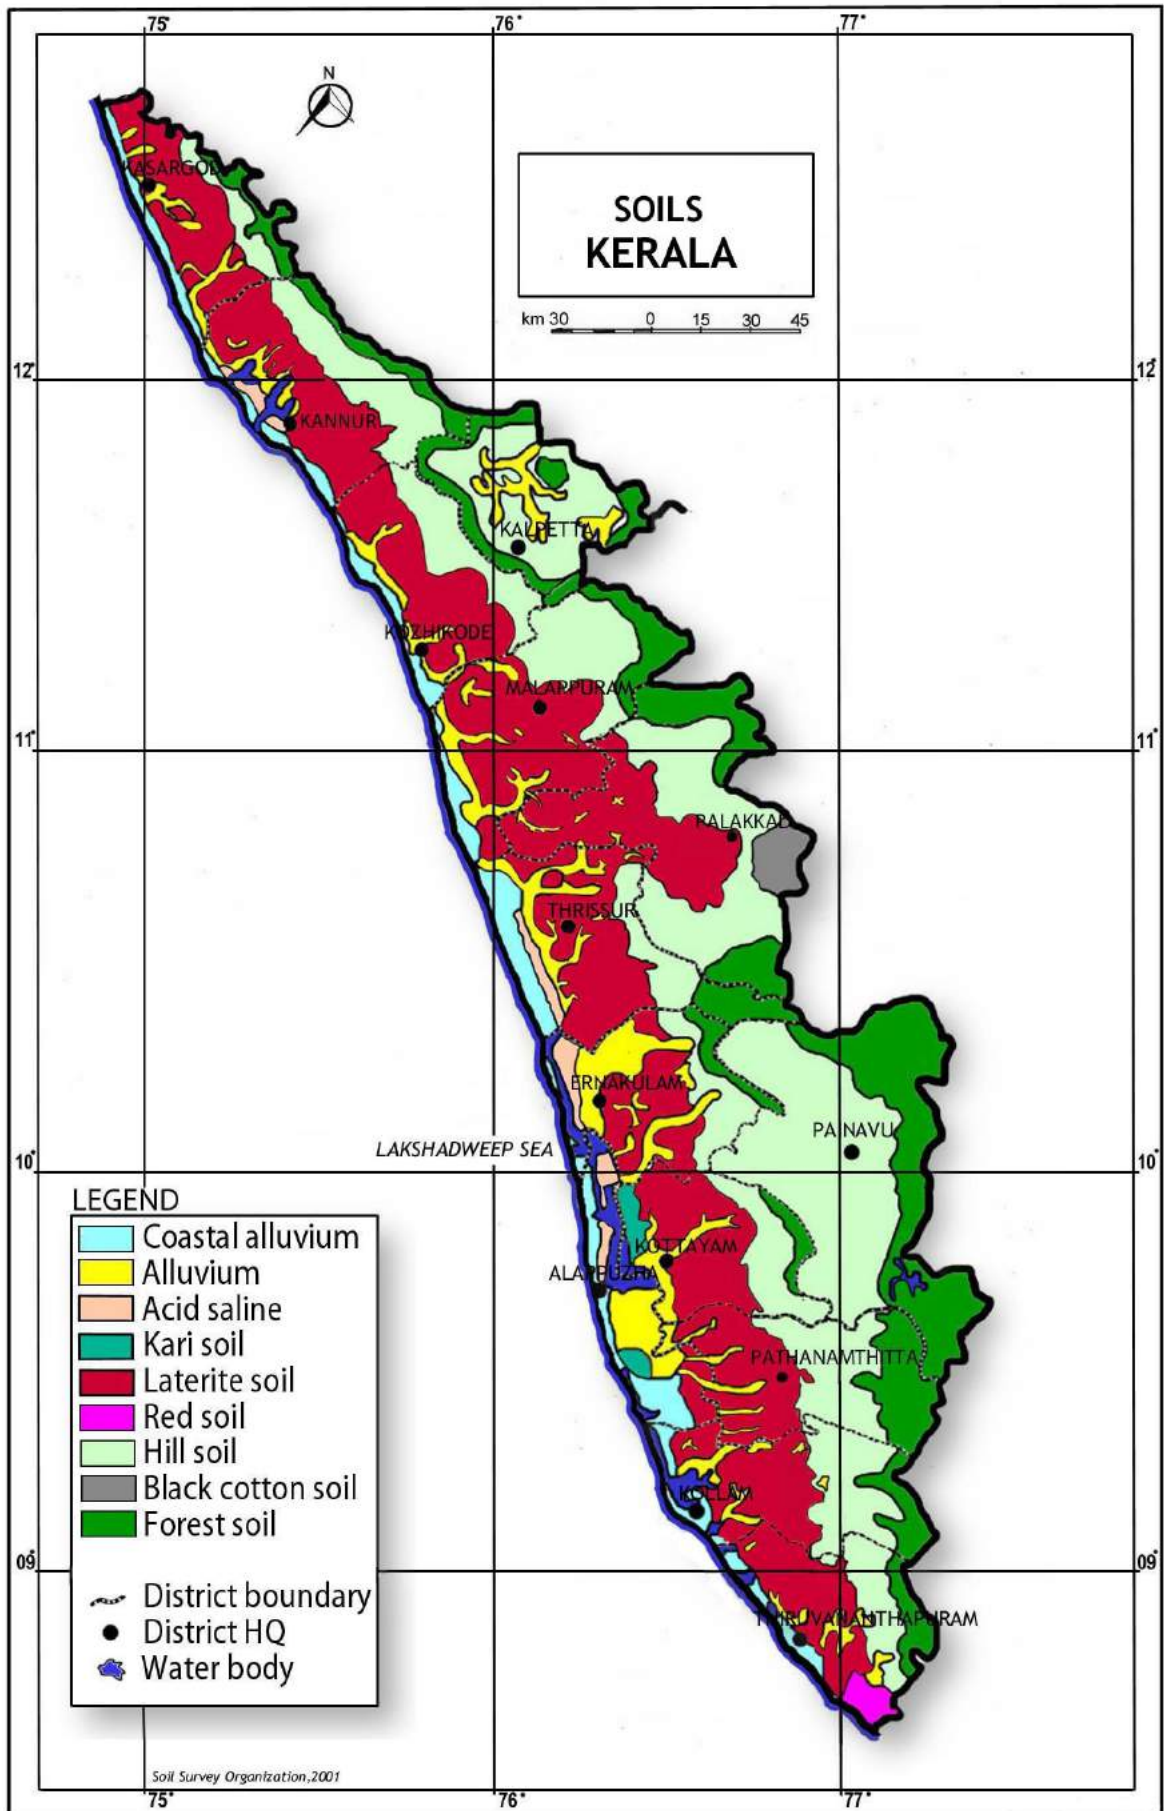 75°
76°
77°
N
KASARGOD
SOILS
KERALA
km 30 0 15 30 45
12°
12°
KANNUR
KALPETTA
KOZHIKODE
MALAPPURAM
11°
11°
PALAKKAD
THRISSUR
ERNAKULAM
PAINAVU
LAKSHADWEEP SEA
10°
10°
LEGEND
Coastal alluvium
Alluvium
Acid saline
Kari soil
Laterite soil
Red soil
Hill soil
Black cotton soil
Forest soil
District boundary
District HQ
Water body
KOTTAYAM
ALAPPUZHA
PATHANAMTHITTA
KOLLAM
09°
09°
THIRUVANANTHAPURAM
Soil Survey Organization,2001
75°
76°
77°